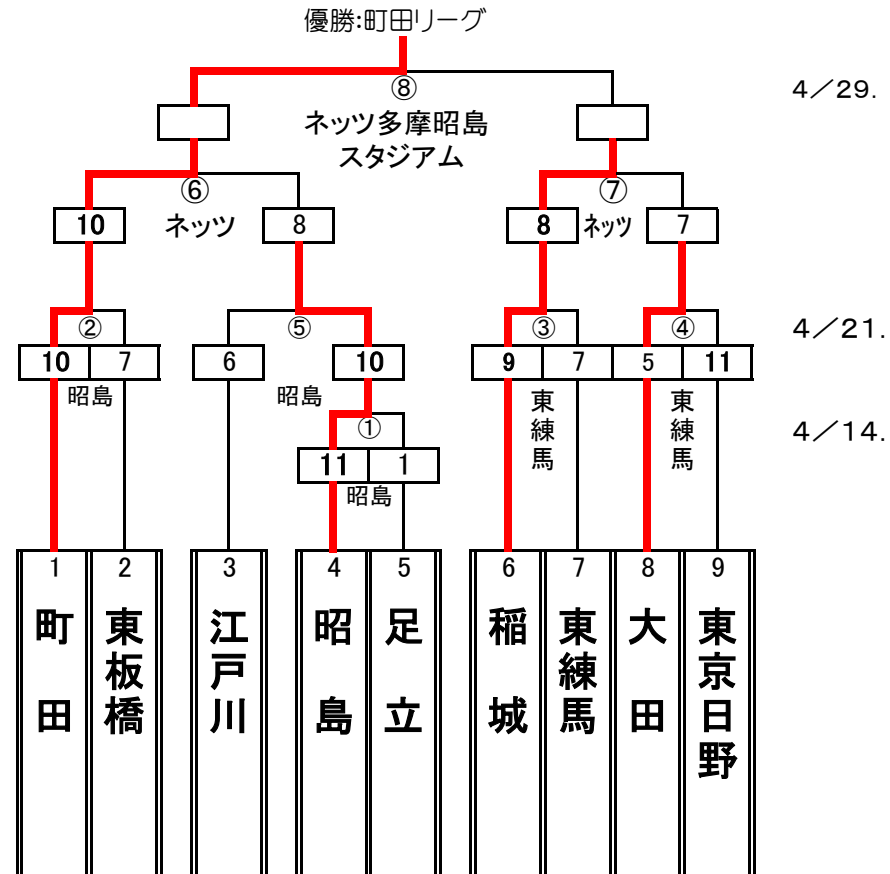 優勝:町田リーグ
⑧
4／29.
ネッツ多摩昭島
スタジアム
⑥
⑦
10
ネッツ
8
8
ネッツ
7
②
⑤
③
④
4／21.
10
7
6
10
9
7
5
11
昭島
昭島
東練馬
東練馬
①
4／14.
11
1
昭島
1
2
3
4
5
6
7
8
9
町田
東板橋
江戸川
昭島
足立
稲城
東練馬
大田
東京日野